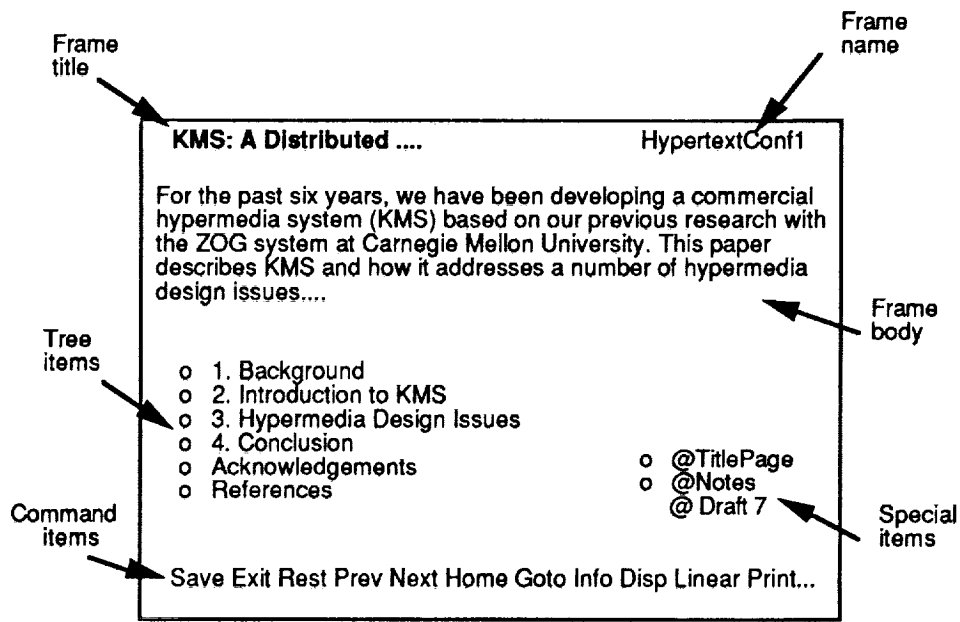 Frame
title
Frame
name
KMS: A Distributed .... HypertextConf1
For the past six years, we have been developing a commercial
hypermedia system (KMS) based on our previous research with
the ZOG system at Carnegie Mellon University. This paper
describes KMS and how it addresses a number of hypermedia
design issues....
Frame
body
Tree
items
o 1. Background
o 2. Introduction to KMS
o 3. Hypermedia Design Issues
o 4. Conclusion
o Acknowledgements
o References
o @TitlePage
o @Notes
@ Draft 7
Special
items
Command
items
Save Exit Rest Prev Next Home Goto Info Disp Linear Print...